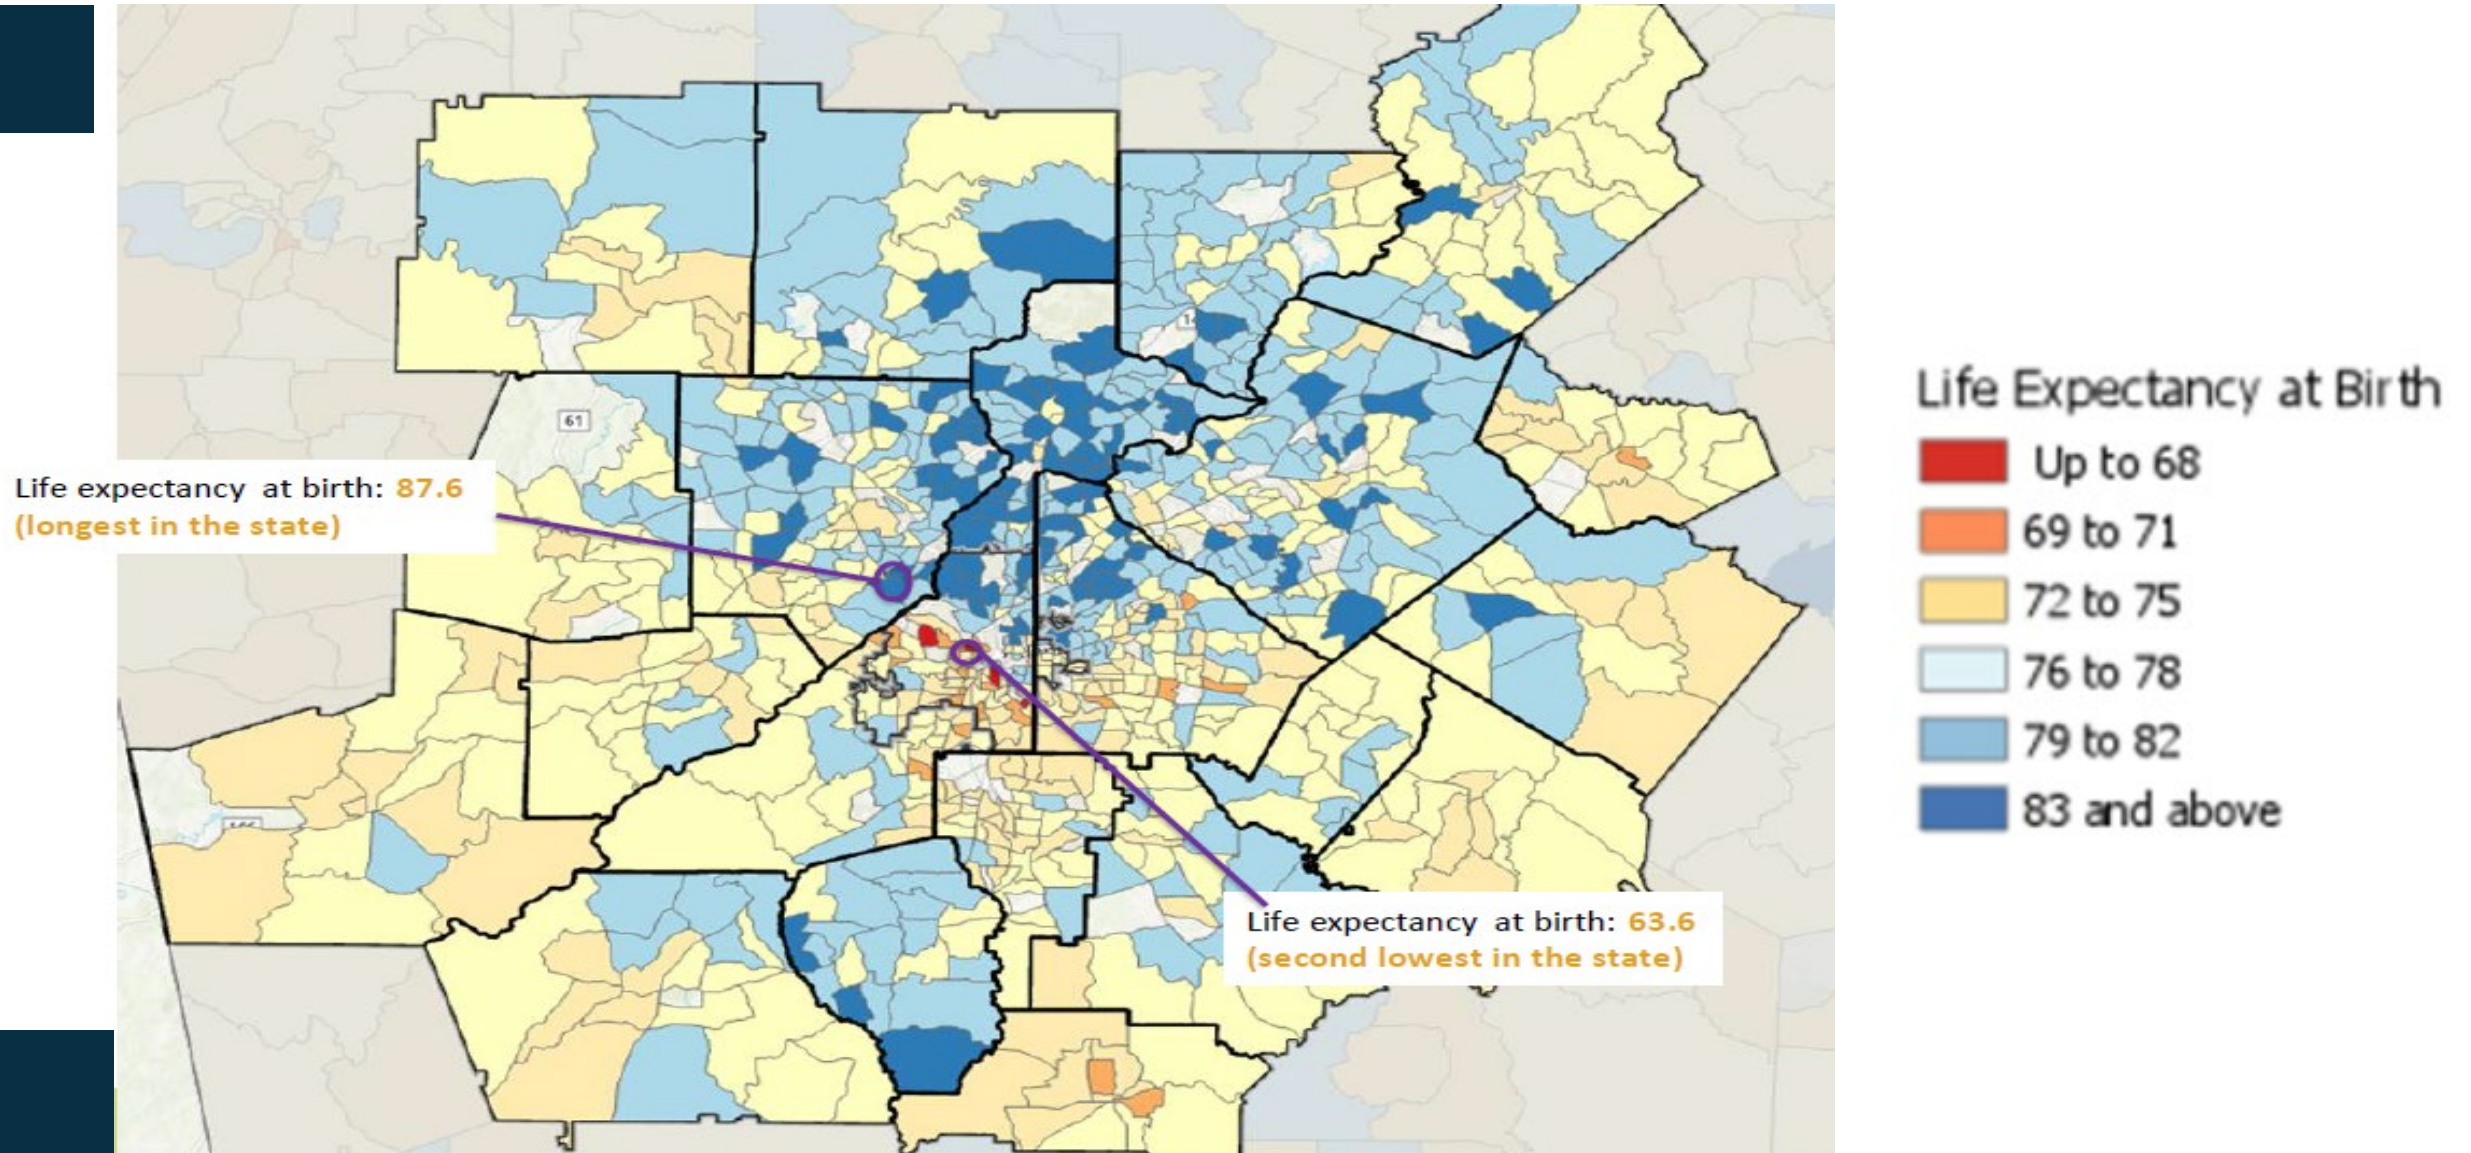 61
Life expectancy at birth: 87.6
(longest in the state)
Life expectancy at birth: 63.6
(second lowest in the state)
Life Expectancy at Birth
Up to 68
69 to 71
72 to 75
76 to 78
79 to 82
83 and above